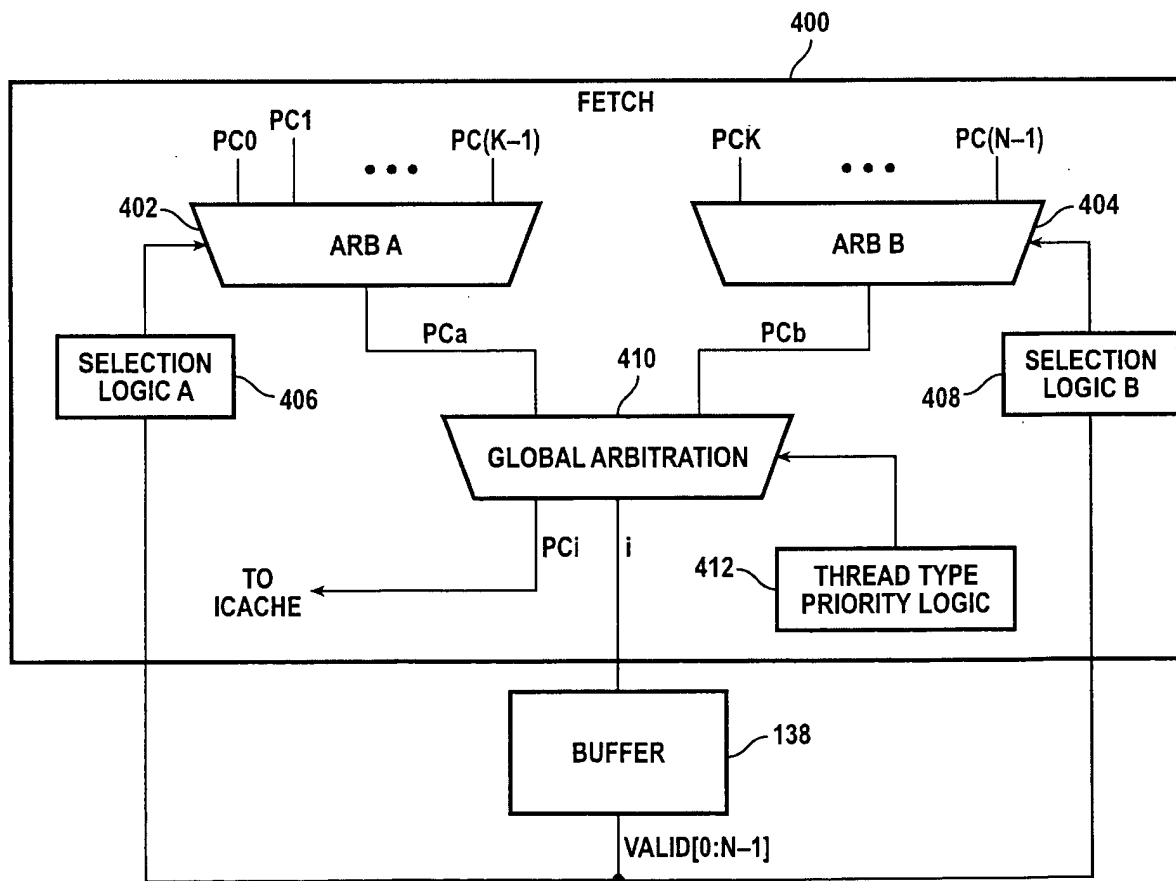 400
FETCH
PC0
PC1
PC(K–1)
PCK
PC(N–1)
402
ARB A
ARB B
404
PCa
PCb
SELECTION
LOGIC A
406
410
408
SELECTION
LOGIC B
GLOBAL ARBITRATION
PCi
i
TO
ICACHE
412
THREAD TYPE
PRIORITY LOGIC
BUFFER
138
VALID[0:N–1]